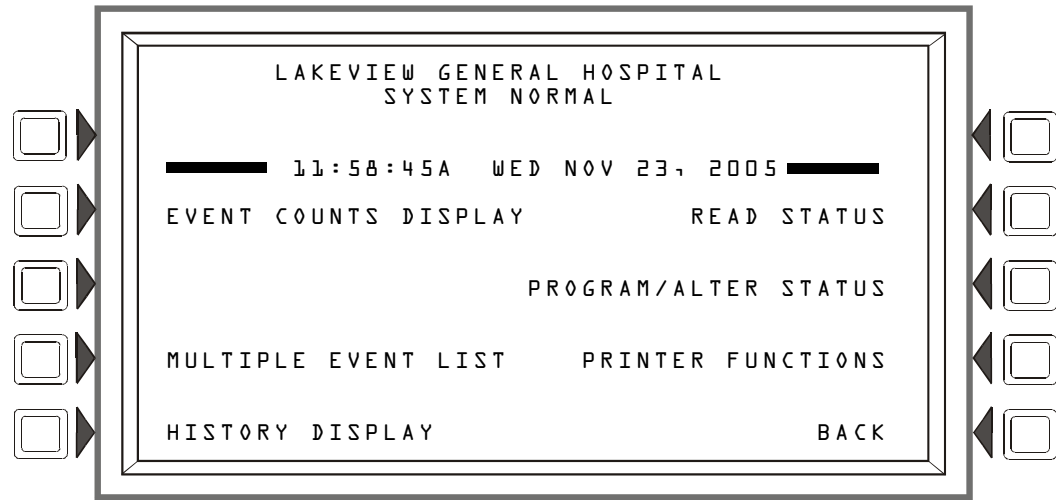 LAKEVIEW GENERAL HOSPITAL
SYSTEM NORMAL
11:58:45A WED NOV 23, 2005
EVENT COUNTS DISPLAY READ STATUS
PROGRAM/ALTER STATUS
MULTIPLE EVENT LIST PRINTER FUNCTIONS
HISTORY DISPLAY BACK